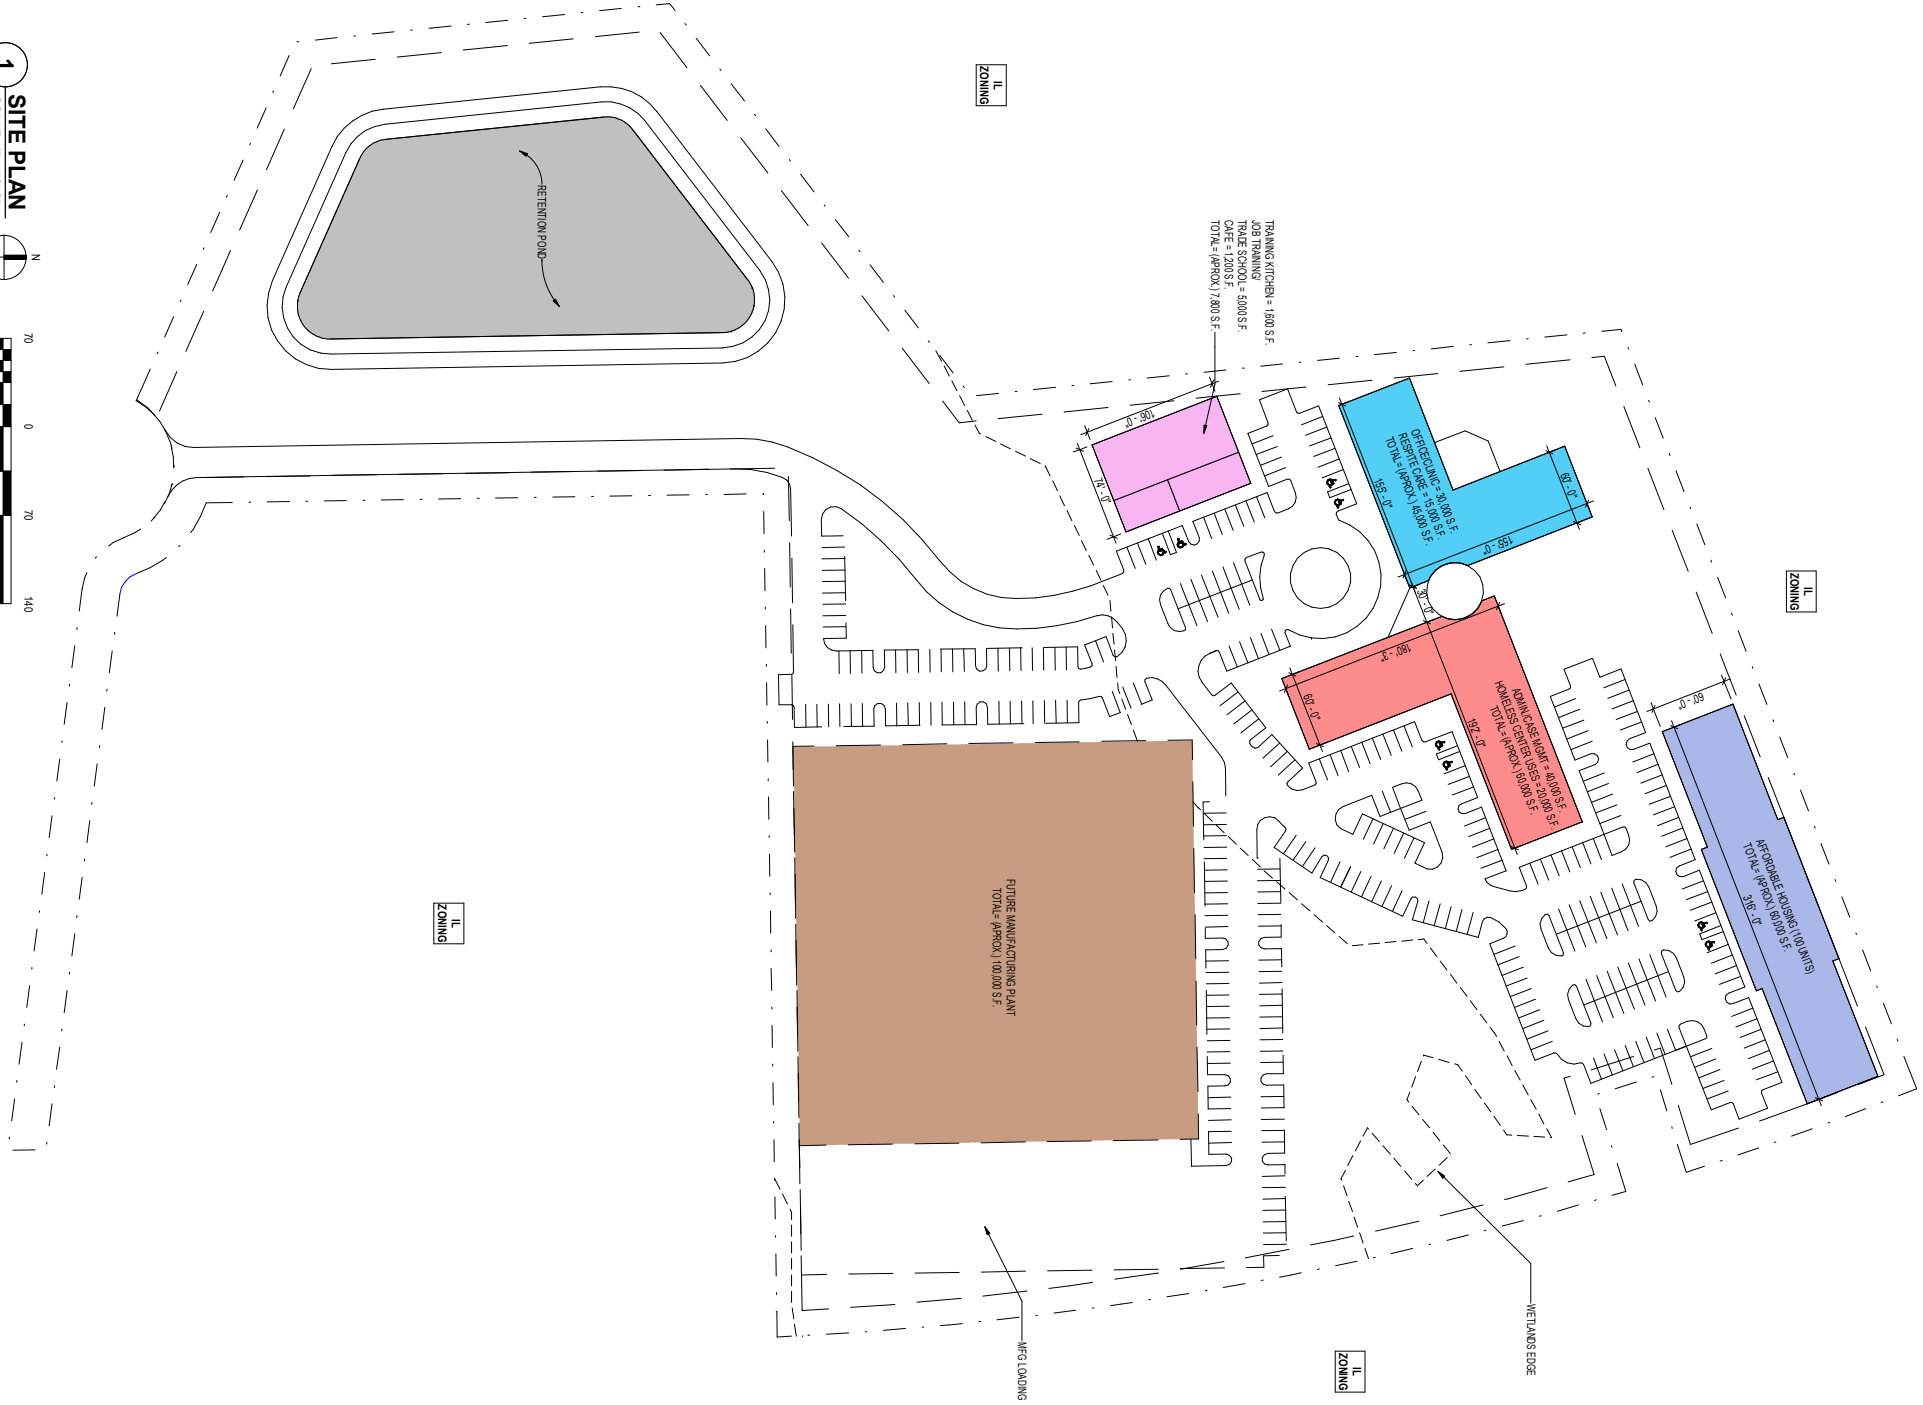 1
SITE PLAN
N
70
0
70
140
IL
ZONING
RETENTION POND
TRAINING KITCHEN = 1,600 S.F.
JOB TRAINING/
TRADE SCHOOL = 5,000 S.F.
CAFE = 1,200 S.F.
TOTAL= (APROX.) 7,800 S.F.
106' - 0"
74' - 0"
OFFICE/CLINIC = 30,000 S.F.
RESPITE CARE = 15,000 S.F.
TOTAL= (APROX.) 45,000 S.F.
155' - 0"
60' - 0"
155' - 0"
30' - 0"
IL
ZONING
ADMIN/CASE MGMT = 40,000 S.F.
HOMELESS CENTER USES = 20,000 S.F.
TOTAL= (APROX.) 60,000 S.F.
180' - 3"
60' - 0"
192' - 0"
60' - 0"
AFFORDABLE HOUSING (100 UNITS)
TOTAL= (APROX.) 60,000 S.F.
316' - 0"
FUTURE MANUFACTURING PLANT
TOTAL= (APROX.) 100,000 S.F.
IL
ZONING
WETLANDS EDGE
MFG LOADING
IL
ZONING